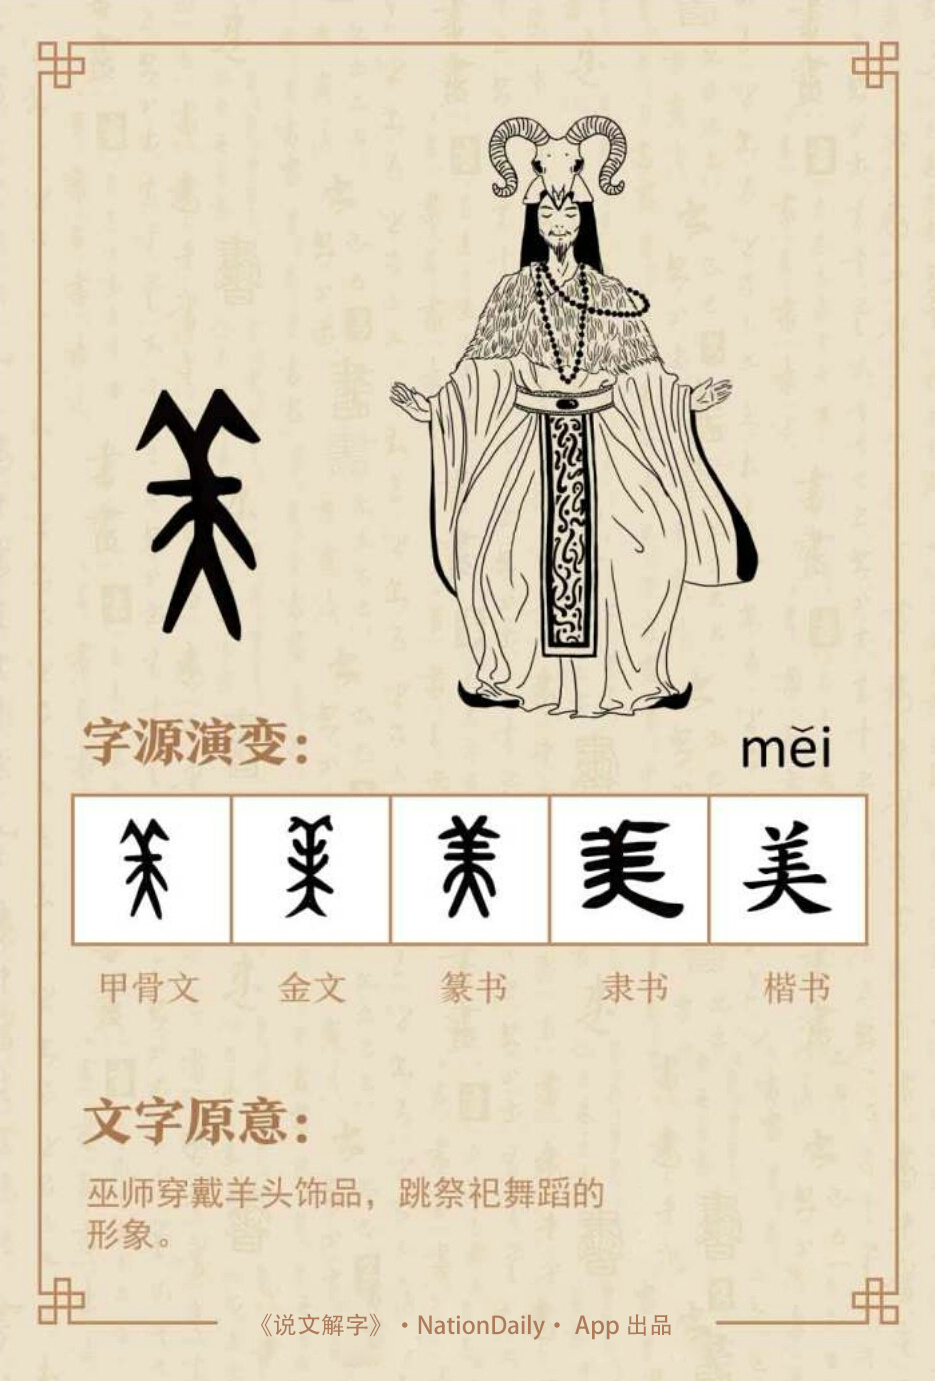 字源演变：
měi
美
甲骨文 金文 篆书 隶书 楷书
文字原意：
巫师穿戴羊头饰品，跳祭祀舞蹈的
形象。
《说文解字》·NationDaily· App 出品